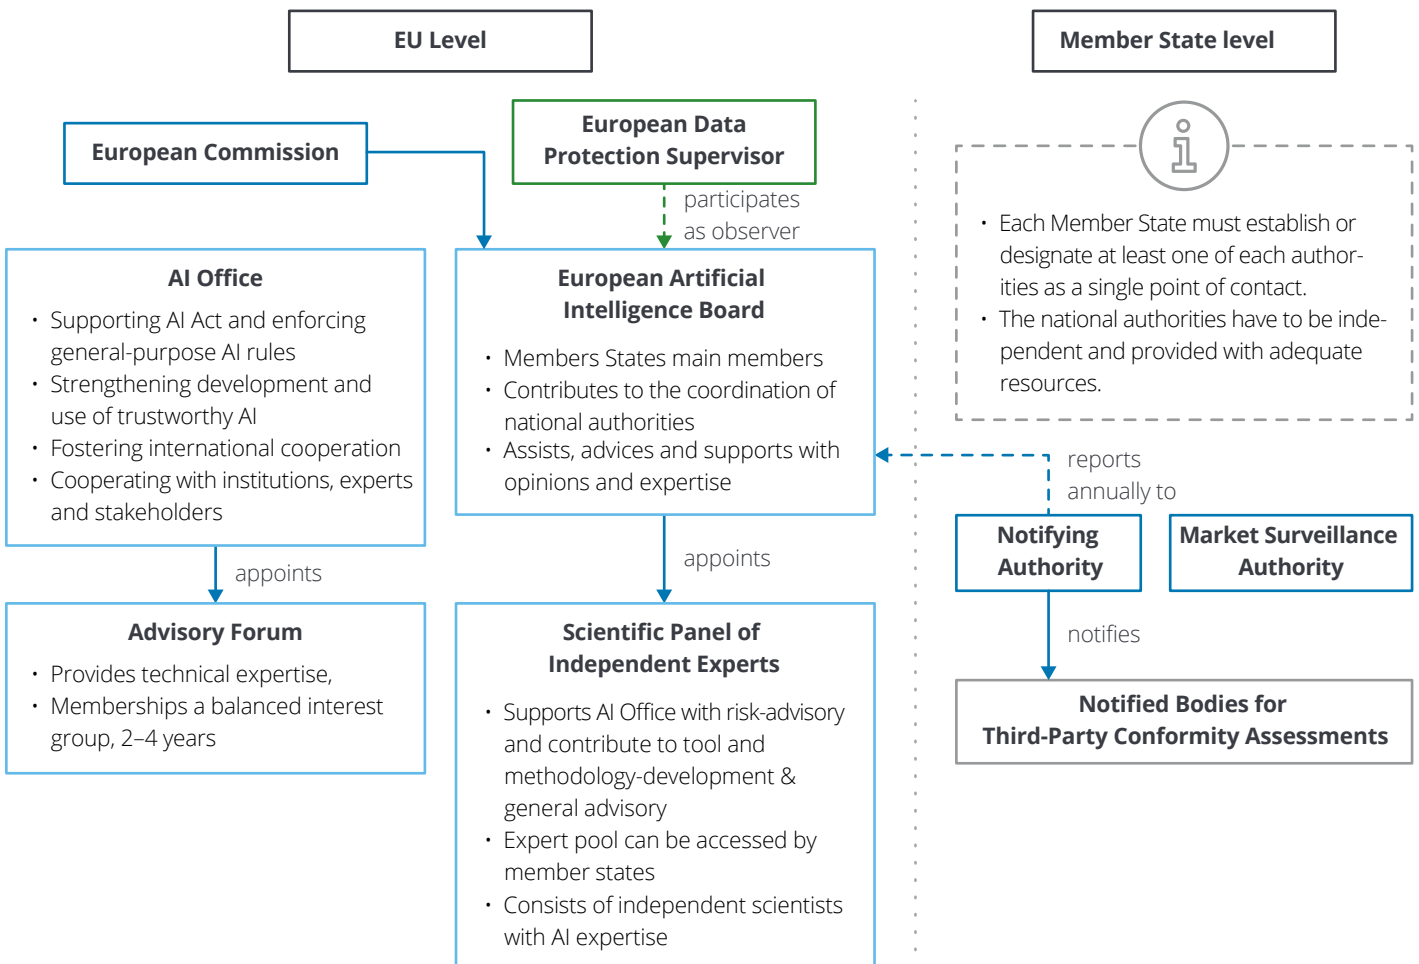 EU Level
Member State level
European Commission
European Data
Protection Supervisor
participates
as observer
AI Office
• Supporting AI Act and enforcing
general-purpose AI rules
• Strengthening development and
use of trustworthy AI
• Fostering international cooperation
• Cooperating with institutions, experts
and stakeholders
European Artificial
Intelligence Board
• Members States main members
• Contributes to the coordination of
national authorities
• Assists, advices and supports with
opinions and expertise
• Each Member State must establish or
designate at least one of each author-
ities as a single point of contact.
• The national authorities have to be inde-
pendent and provided with adequate
resources.
reports
annually to
appoints
appoints
Notifying
Authority
Market Surveillance
Authority
notifies
Advisory Forum
• Provides technical expertise,
• Memberships a balanced interest
group, 2–4 years
Scientific Panel of
Independent Experts
• Supports AI Office with risk-advisory
and contribute to tool and
methodology-development &
general advisory
• Expert pool can be accessed by
member states
• Consists of independent scientists
with AI expertise
Notified Bodies for
Third-Party Conformity Assessments